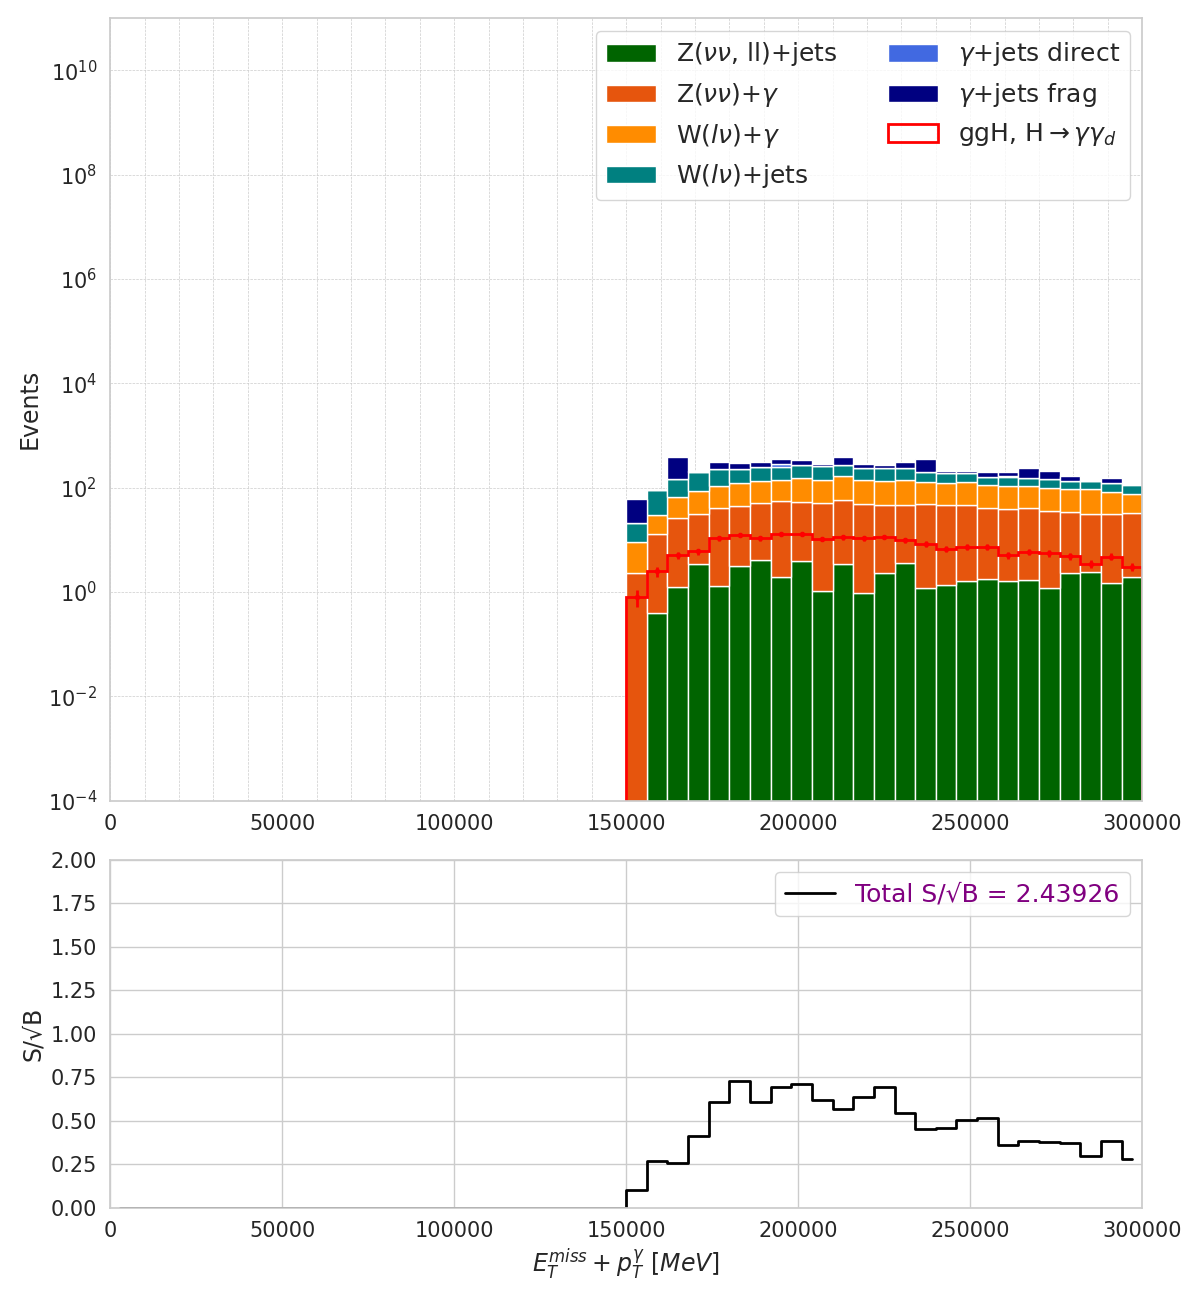 Z(νν, ll)+jets
Z(νν)+γ
W(lν)+γ
W(lν)+jets
γ+jets direct
γ+jets frag
ggH, H→γγ_d
10^10
10^8
10^6
10^4
10^2
10^0
10^−2
10^−4
Events
0 50000 100000 150000 200000 250000 300000
Total S/√B = 2.43926
2.00
1.75
1.50
1.25
1.00
0.75
0.50
0.25
0.00
S/√B
0 50000 100000 150000 200000 250000 300000
E_T^miss + p_T^γ [MeV]